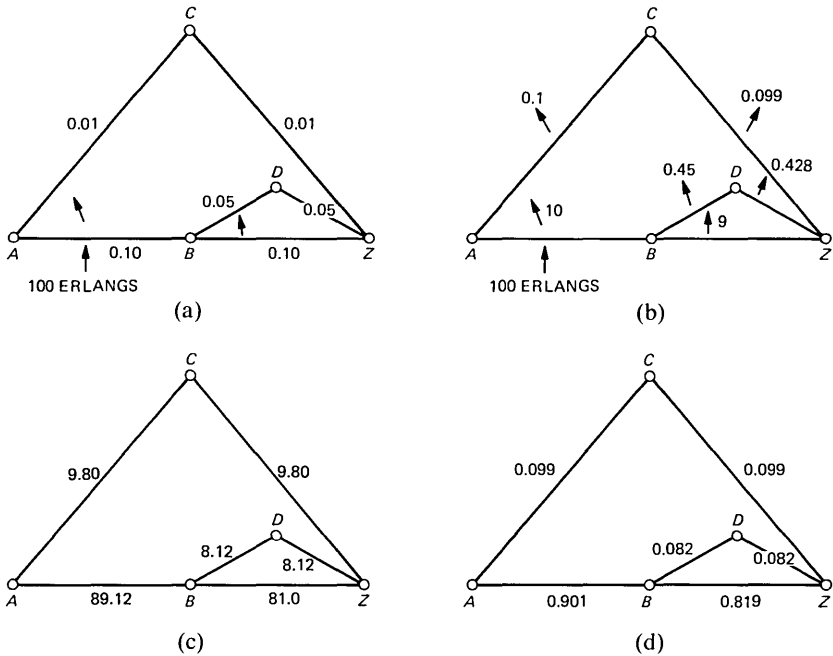 C
0.01 0.01
D
0.05 0.05
A 0.10 B 0.10 Z
100 ERLANGS
(a)
C
0.1 0.099
D
0.45 0.428
10 9
A B Z
100 ERLANGS
(b)
C
9.80 9.80
D
8.12 8.12
A 89.12 B 81.0 Z
(c)
C
0.099 0.099
D
0.082 0.082
A 0.901 B 0.819 Z
(d)